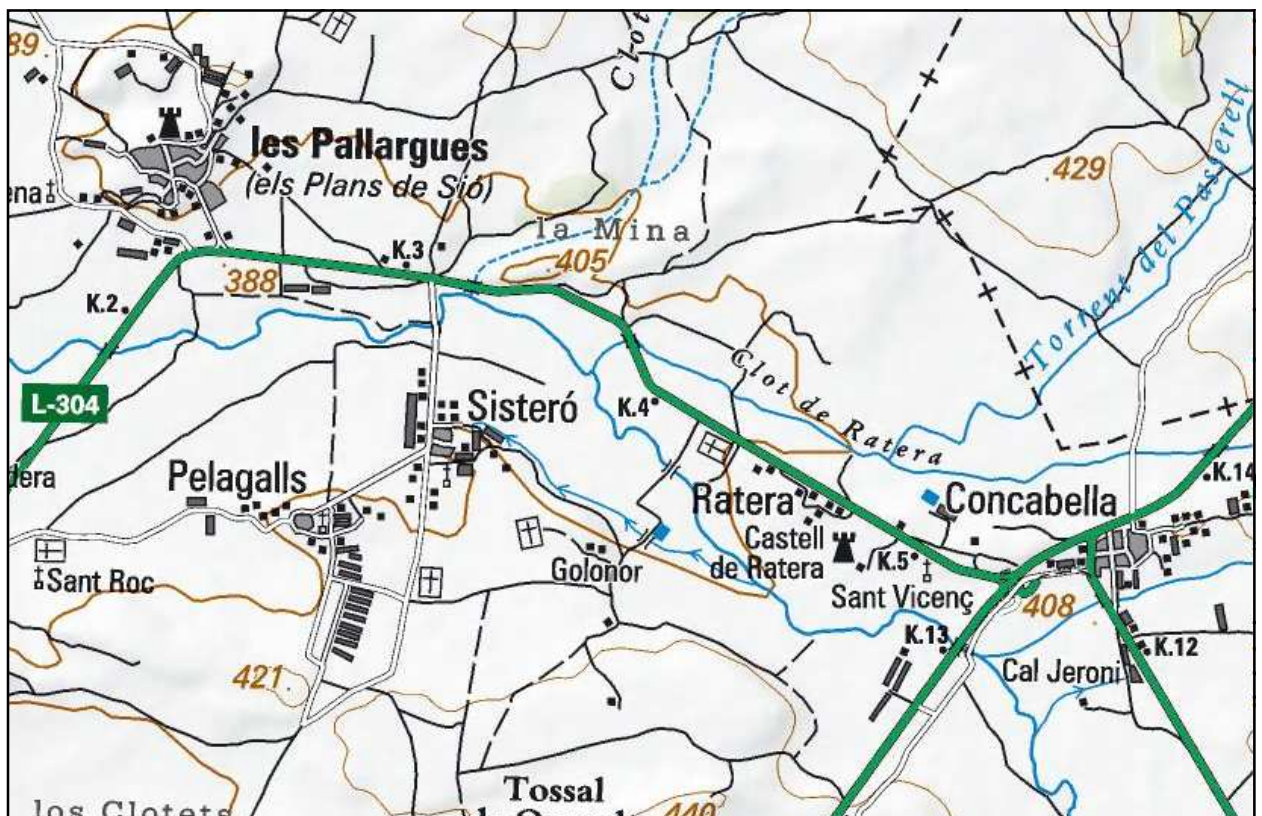 89
Clot
les Pallargues
(els Plans de Sió)
ena
429
Torrent del Passerell
la Mina
K.3
405
388
K.2
L-304
Clot de Ratera
K.4
Sisteró
dera
Pelagalls
K.14
Ratera
Concabella
Castell
de Ratera
K.5
Golonor
Sant Roc
Sant Vicenç
408
K.13
K.12
Cal Jeroni
421
Tossal
los Clotets
440